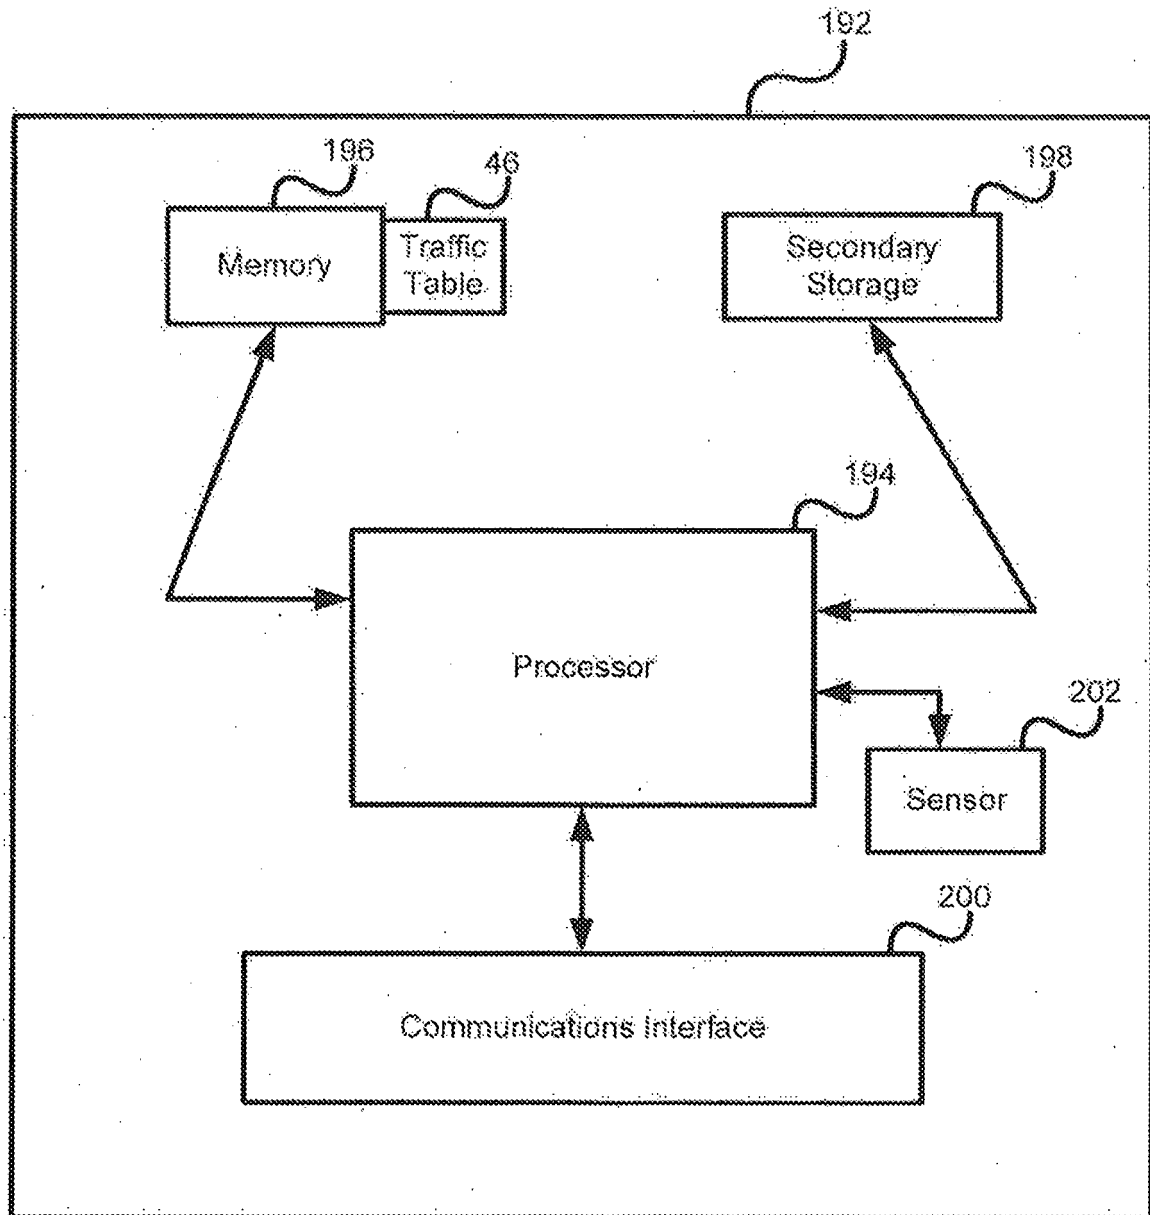 192
196
46
198
Memory
Traffic
Table
Secondary
Storage
194
Processor
202
Sensor
200
Communications Interface